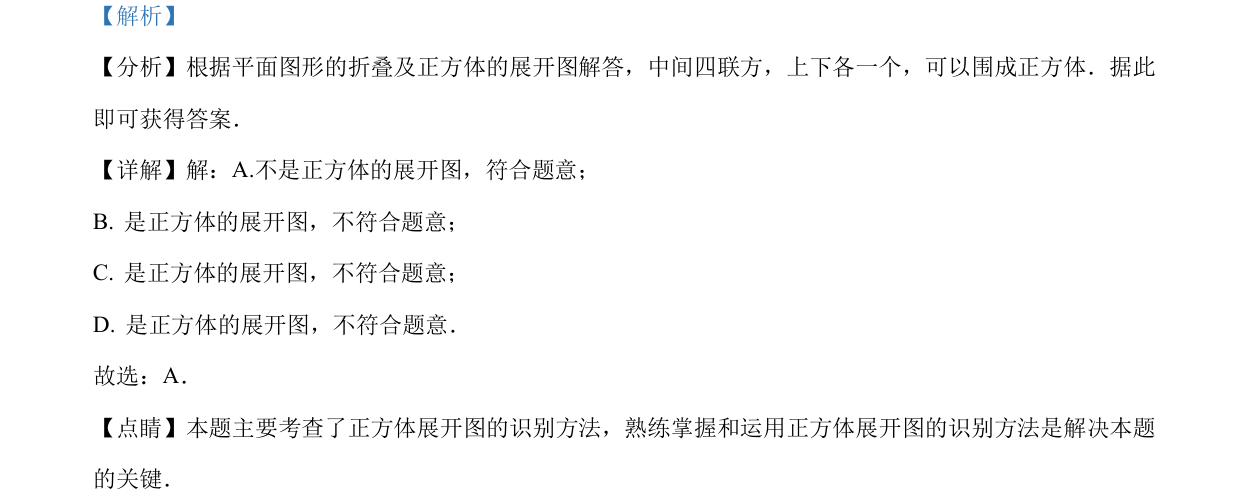 【解析】
【分析】根据平面图形的折叠及正方体的展开图解答，中间四联方，上下各一个，可以围成正方体．据此
即可获得答案．
【详解】解：A.不是正方体的展开图，符合题意；
B. 是正方体的展开图，不符合题意；
C. 是正方体的展开图，不符合题意；
D. 是正方体的展开图，不符合题意．
故选：A．
【点睛】本题主要考查了正方体展开图的识别方法，熟练掌握和运用正方体展开图的识别方法是解决本题
的关键．